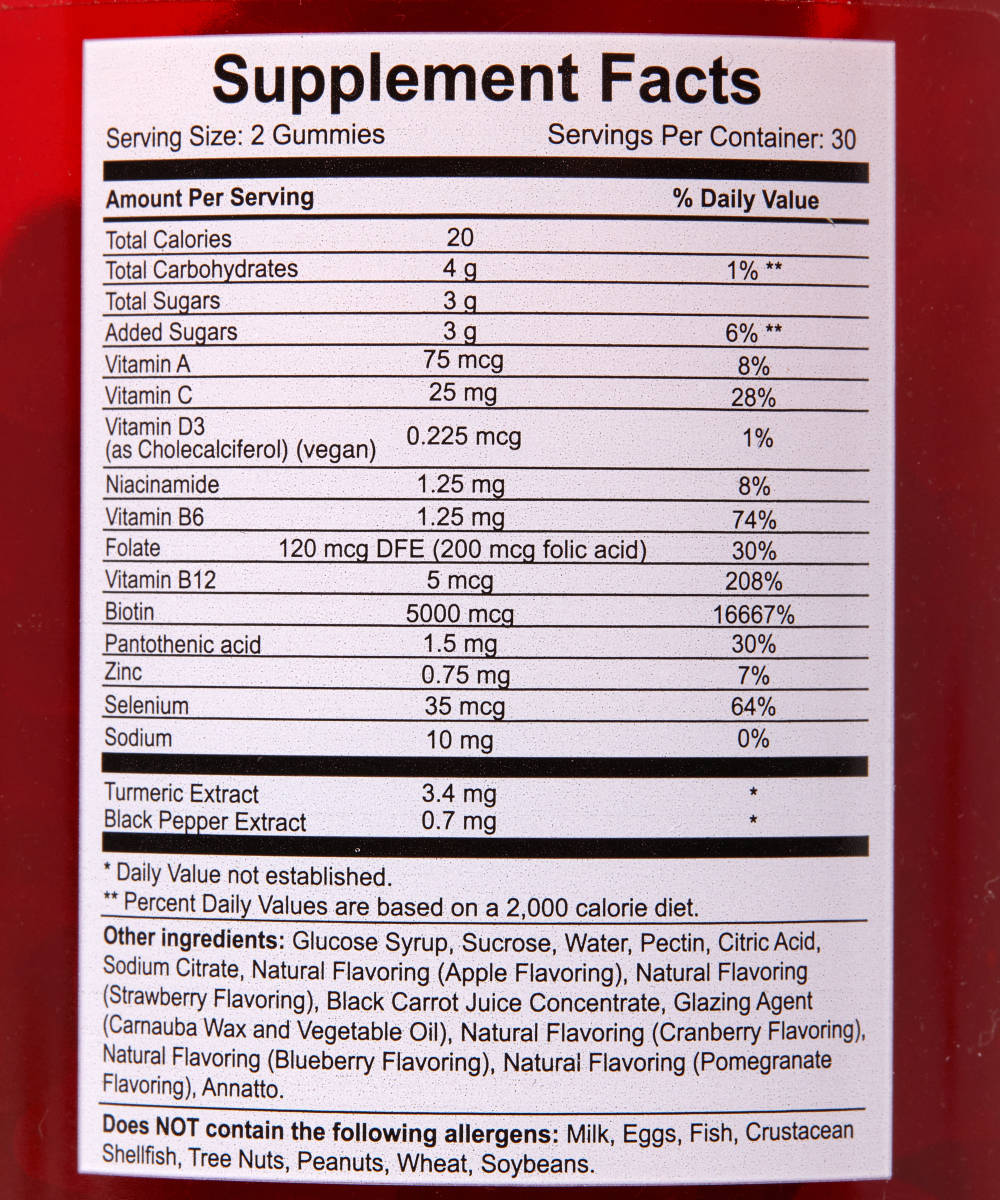 Supplement Facts
Serving Size: 2 Gummies Servings Per Container: 30
Amount Per Serving % Daily Value
Total Calories 20
Total Carbohydrates 4 g 1% **
Total Sugars 3 g
Added Sugars 3 g 6% **
Vitamin A 75 mcg 8%
Vitamin C 25 mg 28%
Vitamin D3
(as Cholecalciferol) (vegan) 0.225 mcg 1%
Niacinamide 1.25 mg 8%
Vitamin B6 1.25 mg 74%
Folate 120 mcg DFE (200 mcg folic acid) 30%
Vitamin B12 5 mcg 208%
Biotin 5000 mcg 16667%
Pantothenic acid 1.5 mg 30%
Zinc 0.75 mg 7%
Selenium 35 mcg 64%
Sodium 10 mg 0%
Turmeric Extract 3.4 mg *
Black Pepper Extract 0.7 mg *
* Daily Value not established.
** Percent Daily Values are based on a 2,000 calorie diet.
Other ingredients: Glucose Syrup, Sucrose, Water, Pectin, Citric Acid,
Sodium Citrate, Natural Flavoring (Apple Flavoring), Natural Flavoring
(Strawberry Flavoring), Black Carrot Juice Concentrate, Glazing Agent
(Carnauba Wax and Vegetable Oil), Natural Flavoring (Cranberry Flavoring),
Natural Flavoring (Blueberry Flavoring), Natural Flavoring (Pomegranate
Flavoring), Annatto.
Does NOT contain the following allergens: Milk, Eggs, Fish, Crustacean
Shellfish, Tree Nuts, Peanuts, Wheat, Soybeans.